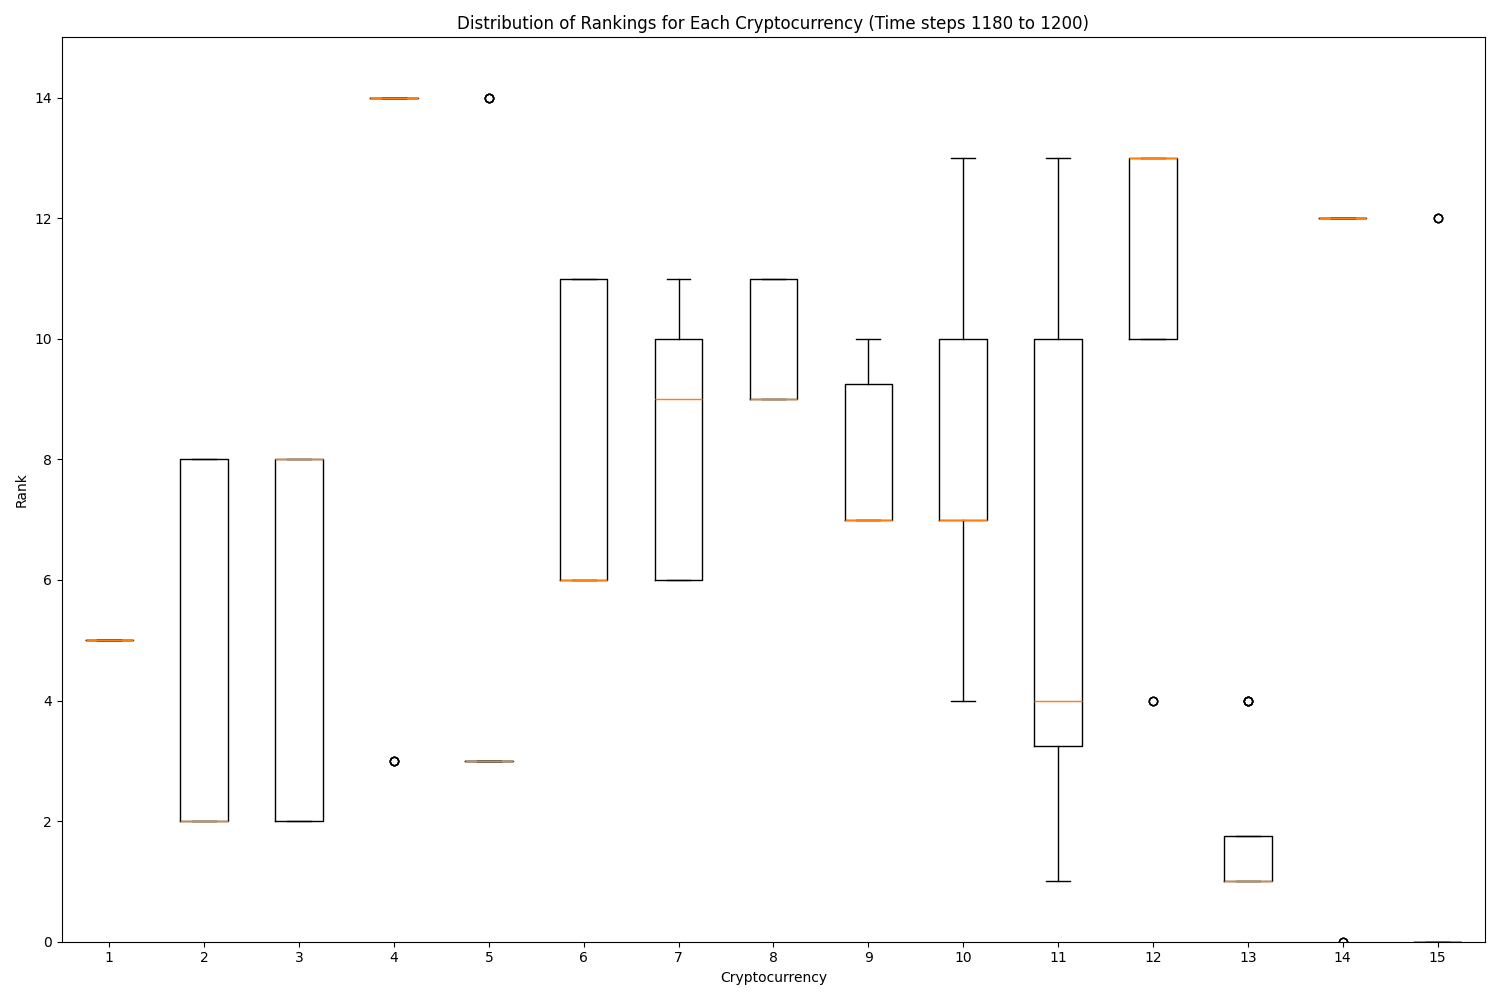 Distribution of Rankings for Each Cryptocurrency (Time steps 1180 to 1200)
14
12
10
8
6
4
2
0
Rank
1 2 3 4 5 6 7 8 9 10 11 12 13 14 15
Cryptocurrency